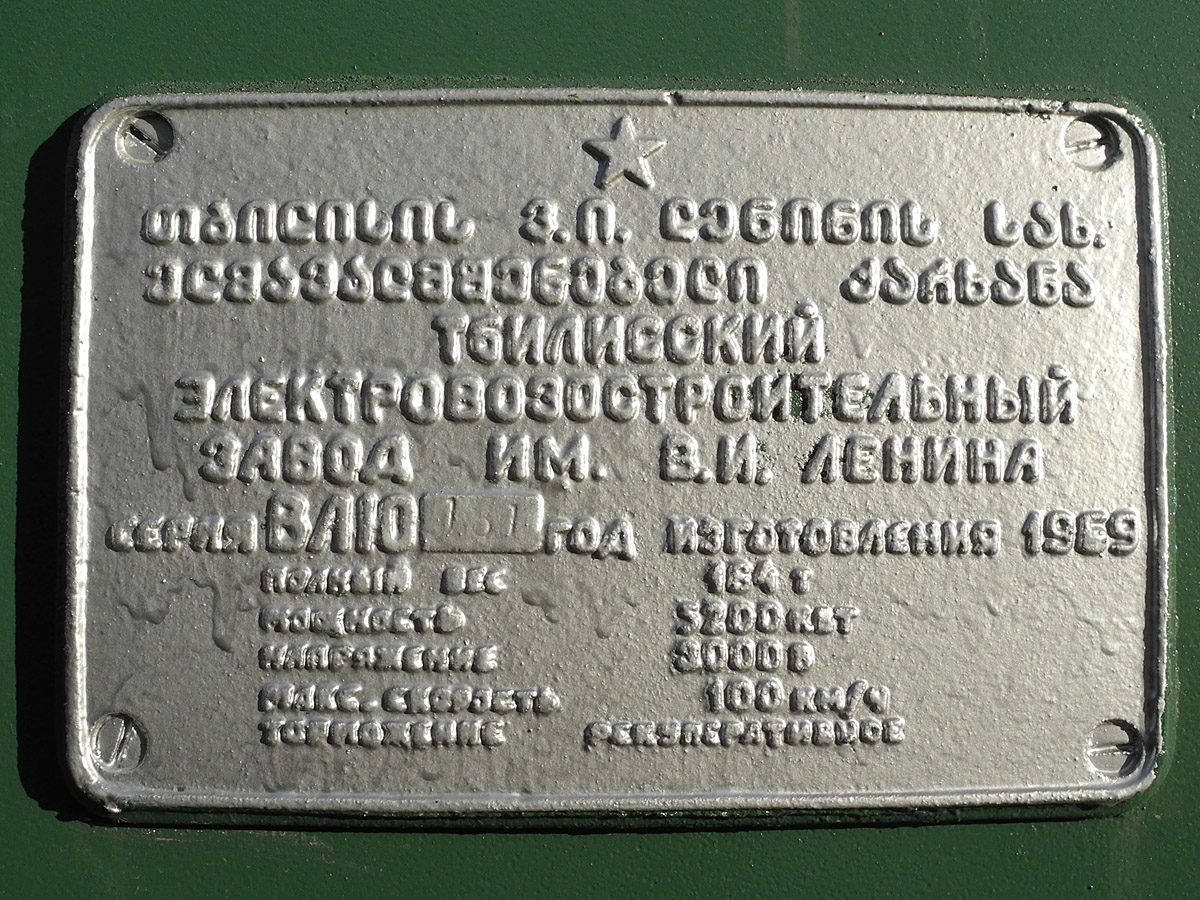 თბილისის ვ.ი. ლენინის სახ.
ელმავალმშენებელი ქარხანა
ТБИЛИССКИЙ
ЭЛЕКТРОВОЗОСТРОИТЕЛЬНЫЙ
ЗАВОД ИМ. В.И. ЛЕНИНА
СЕРИЯ ВЛ10 ГОД ИЗГОТОВЛЕНИЯ 1969
ПОЛНЫЙ ВЕС 184 Т
МОЩНОСТЬ 5200 КВТ
НАПРЯЖЕНИЕ 3000 В
МАКС. СКОРОСТЬ 100 КМ/Ч
ТОРМОЖЕНИЕ РЕКУПЕРАТИВНОЕ